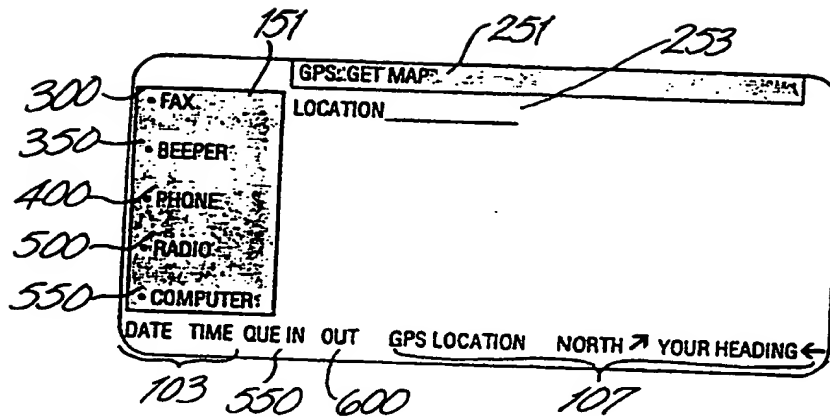 151
251
253
GPS: GET MAP
300
• FAX
LOCATION
350
• BEEPER
400
• PHONE
500
• RADIO
550
• COMPUTER
DATE TIME QUE IN OUT GPS LOCATION NORTH ↗ YOUR HEADING ←
103 550 600 107